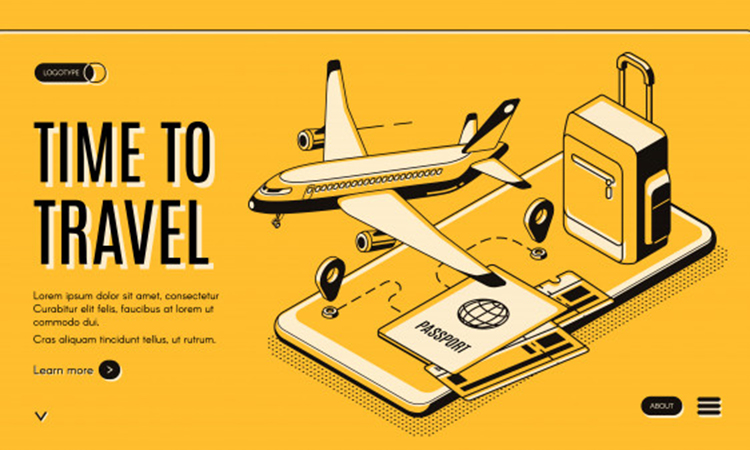 LOGOTYPE
TIME TO
TRAVEL
Lorem ipsum dolor sit amet, consectetur
Curabitur elit felis, faucibus at lorem ut
commodo dui.
Cras aliquam tincidunt tellus, ut rutrum.
Learn more
PASSPORT
ABOUT